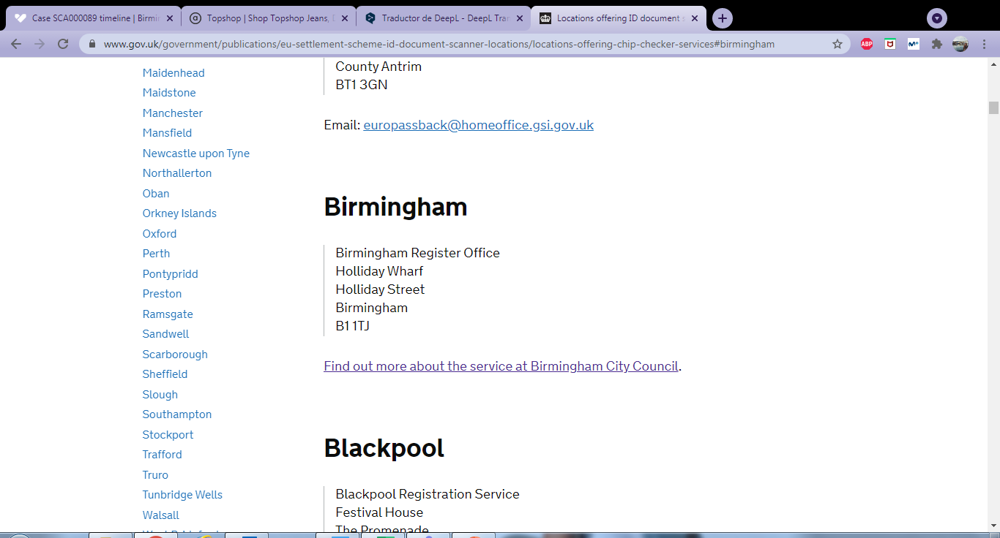 Case SCA000089 timeline | Birmi
Topshop | Shop Topshop Jeans,
Traductor de DeepL - DeepL Tran
Locations offering ID document s
www.gov.uk/government/publications/eu-settlement-scheme-id-document-scanner-locations/locations-offering-chip-checker-services#birmingham
ABP
Maidenhead
Maidstone
Manchester
Mansfield
Newcastle upon Tyne
Northallerton
Oban
Orkney Islands
Oxford
Perth
Pontypridd
Preston
Ramsgate
Sandwell
Scarborough
Sheffield
Slough
Southampton
Stockport
Trafford
Truro
Tunbridge Wells
Walsall
County Antrim
BT1 3GN
Email: europassback@homeoffice.gsi.gov.uk
Birmingham
Birmingham Register Office
Holliday Wharf
Holliday Street
Birmingham
B1 1TJ
Find out more about the service at Birmingham City Council.
Blackpool
Blackpool Registration Service
Festival House
The Promenade